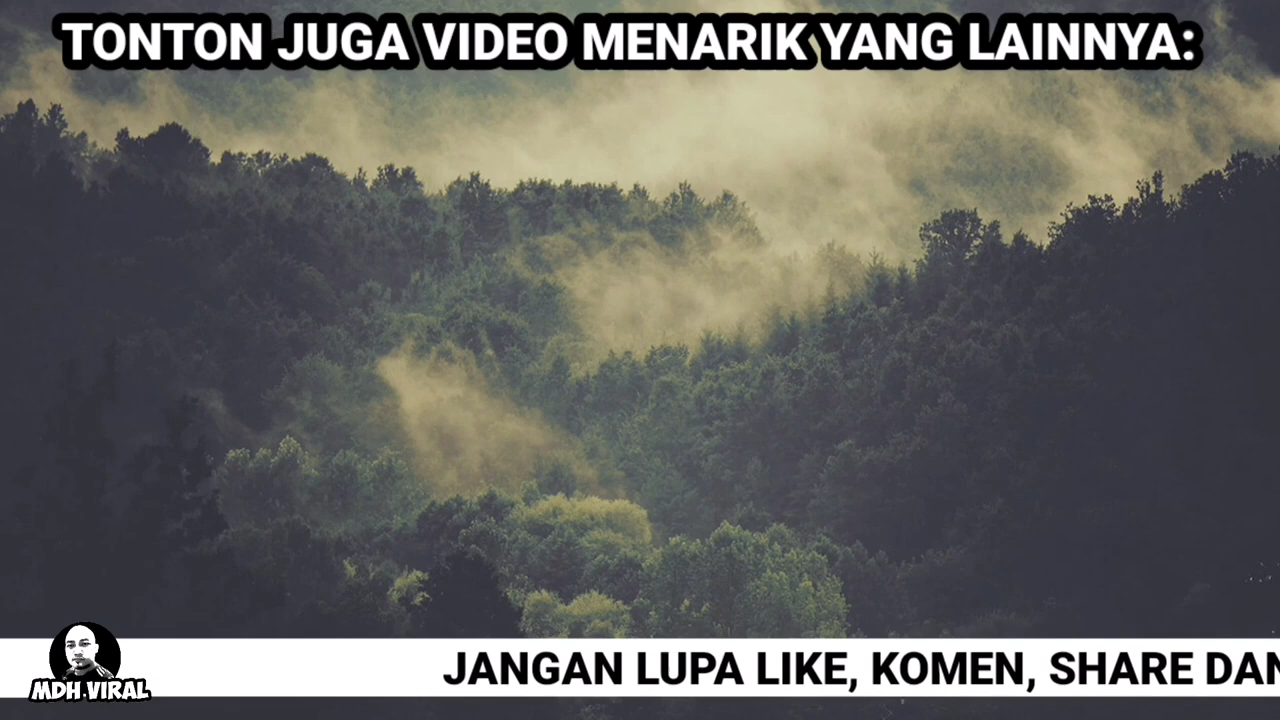 TONTON JUGA VIDEO MENARIK YANG LAINNYA:
JANGAN LUPA LIKE, KOMEN, SHARE DAN
MDH VIRAL